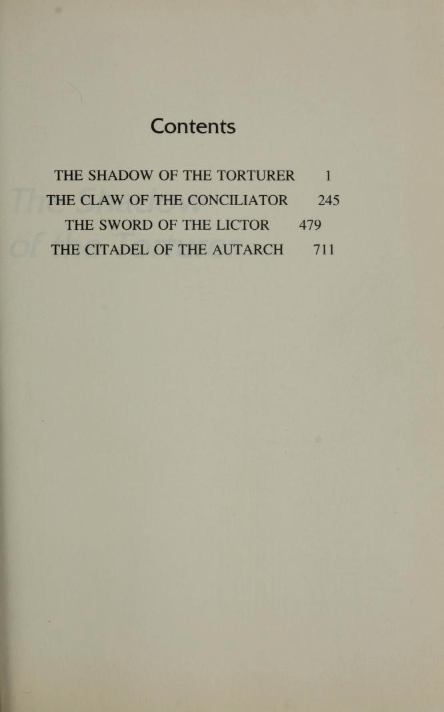 Contents
THE SHADOW OF THE TORTURER 1
THE CLAW OF THE CONCILIATOR 245
THE SWORD OF THE LICTOR 479
THE CITADEL OF THE AUTARCH 711